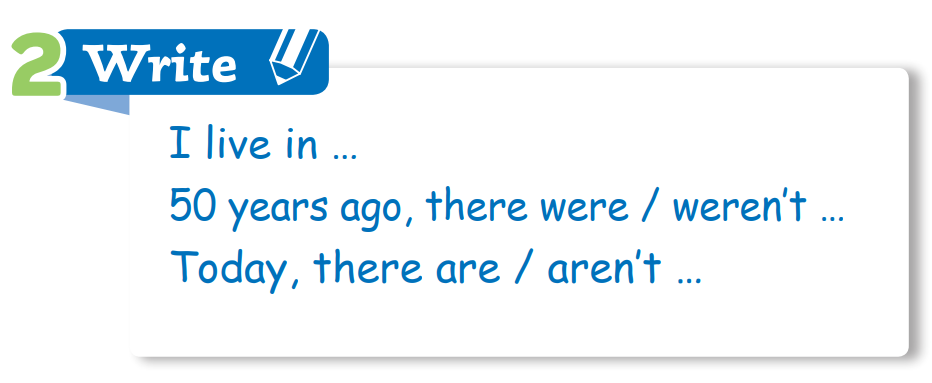 2 Write
I live in ...
50 years ago, there were / weren't ...
Today, there are / aren't ...